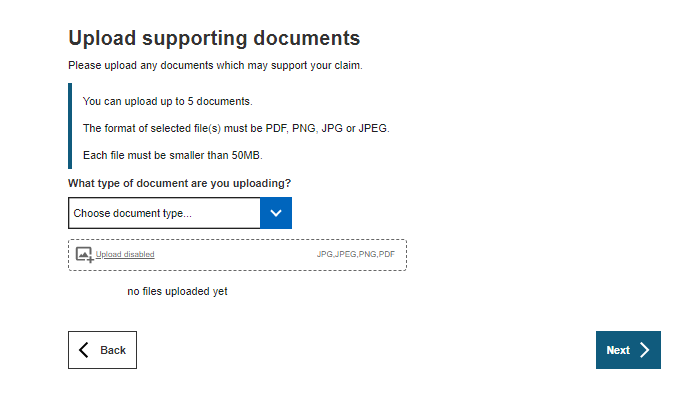 Upload supporting documents
Please upload any documents which may support your claim.
You can upload up to 5 documents.
The format of selected file(s) must be PDF, PNG, JPG or JPEG.
Each file must be smaller than 50MB.
What type of document are you uploading?
Choose document type...
Upload disabled JPG,JPEG,PNG,PDF
no files uploaded yet
Back Next